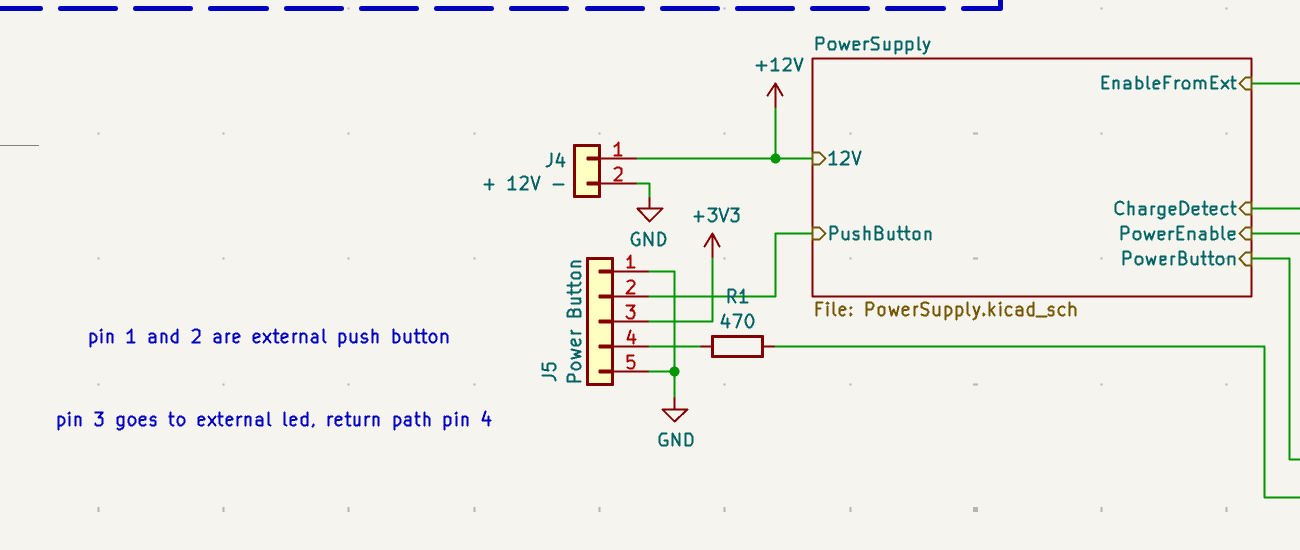 PowerSupply
+12V
EnableFromExt
J4
1
12V
+ 12V -
2
+3V3
ChargeDetect
GND
PushButton
PowerEnable
PowerButton
J5
Power Button
1
2
3
4
5
R1
470
File: PowerSupply.kicad_sch
pin 1 and 2 are external push button
pin 3 goes to external led, return path pin 4
GND